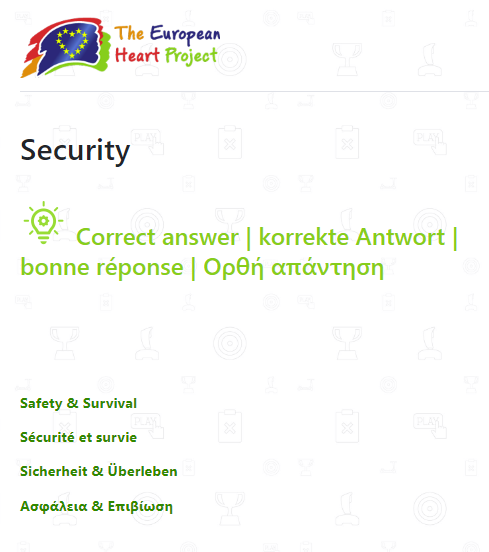 The European
Heart Project
Security
Correct answer | korrekte Antwort |
bonne réponse | Ορθή απάντηση
Safety & Survival
Sécurité et survie
Sicherheit & Überleben
Ασφάλεια & Επιβίωση